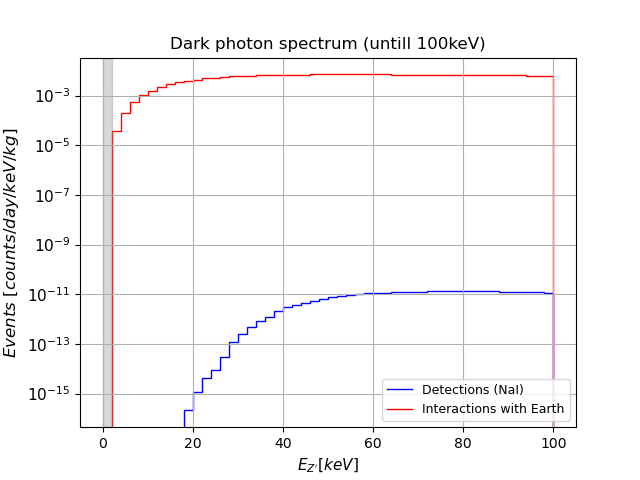 Dark photon spectrum (untill 100keV)
Events [counts/day/keV/kg]
10⁻³
10⁻⁵
10⁻⁷
10⁻⁹
10⁻¹¹
10⁻¹³
10⁻¹⁵
Detections (NaI)
Interactions with Earth
0 20 40 60 80 100
E_{Z'}[keV]